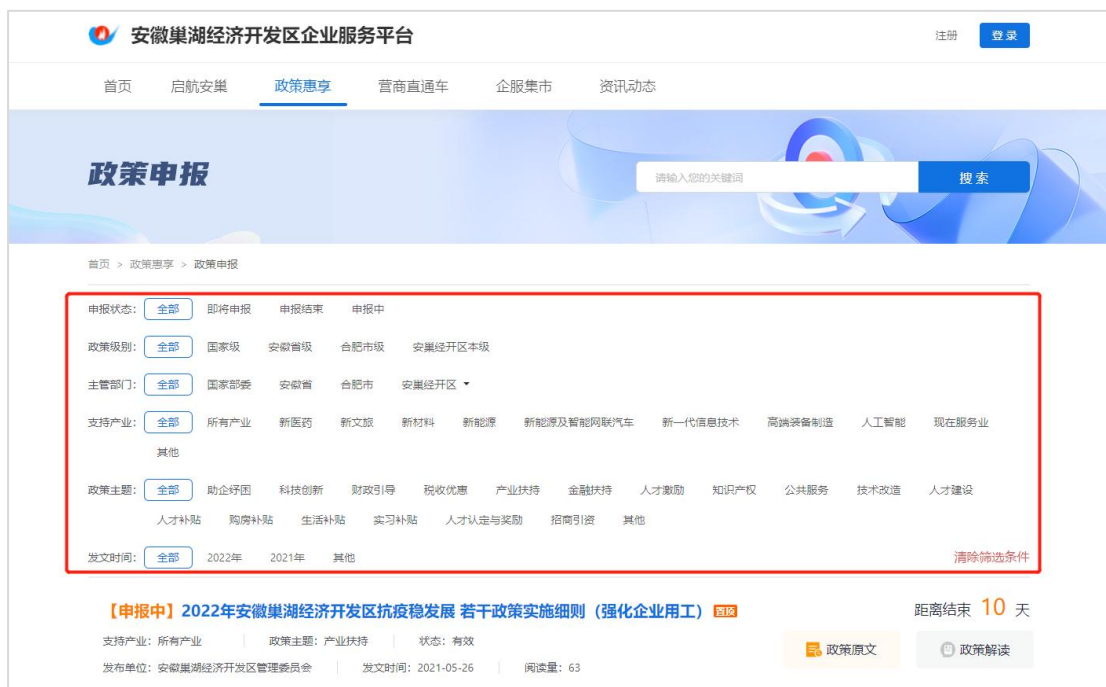 安徽巢湖经济开发区企业服务平台 注册 登录
首页 启航安巢 政策惠享 营商直通车 企服集市 资讯动态
政策申报 请输入您的关键词 搜索
首页 > 政策惠享 > 政策申报
申报状态： 全部 即将申报 申报结束 申报中
政策级别： 全部 国家级 安徽省级 合肥市级 安巢经开区本级
主管部门： 全部 国家部委 安徽省 合肥市 安巢经开区
支持产业： 全部 所有产业 新医药 新文旅 新材料 新能源 新能源及智能网联汽车 新一代信息技术 高端装备制造 人工智能 现在服务业
其他
政策主题： 全部 助企纾困 科技创新 财政引导 税收优惠 产业扶持 金融扶持 人才激励 知识产权 公共服务 技术改造 人才建设
人才补贴 购房补贴 生活补贴 实习补贴 人才认定与奖励 招商引资 其他
发文时间： 全部 2022年 2021年 其他 清除筛选条件
【申报中】2022年安徽巢湖经济开发区抗疫稳发展 若干政策实施细则（强化企业用工） 置顶 距离结束 10 天
支持产业：所有产业 政策主题：产业扶持 状态：有效 政策原文 政策解读
发布单位：安徽巢湖经济开发区管理委员会 发文时间：2021-05-26 阅读量：63